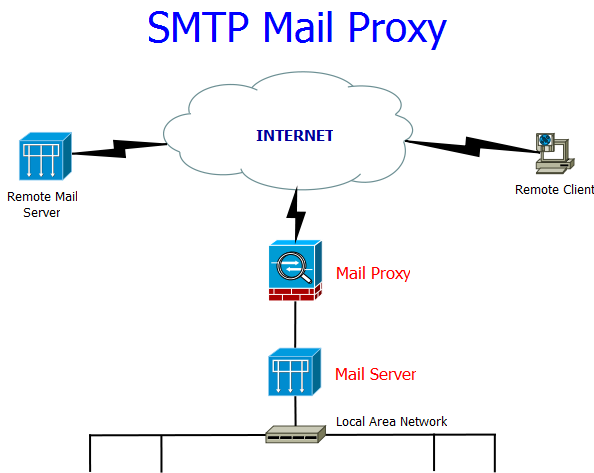 SMTP Mail Proxy
INTERNET
Remote Mail
Server
Remote Client
Mail Proxy
Mail Server
Local Area Network